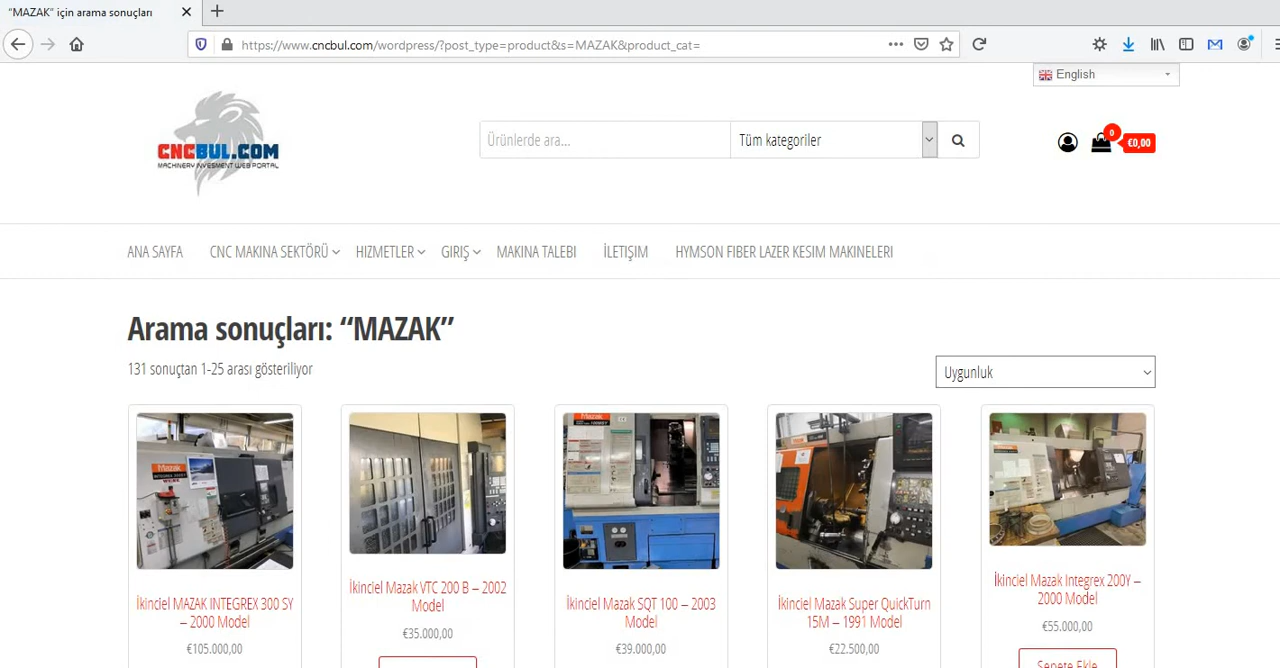 “MAZAK” için arama sonuçları
https://www.cncbul.com/wordpress/?post_type=product&s=MAZAK&product_cat=
English
CNCBUL.COM
MACHINERY INVESMENT WEB PORTAL
Ürünlerde ara...
Tüm kategoriler
0
€0,00
ANA SAYFA
CNC MAKINA SEKTÖRÜ
HIZMETLER
GIRIŞ
MAKINA TALEBI
İLETIŞIM
HYMSON FIBER LAZER KESIM MAKINELERI
Arama sonuçları: “MAZAK”
131 sonuçtan 1-25 arası gösteriliyor
Uygunluk
Mazak
Mazak
İkinciel MAZAK INTEGREX 300 SY
– 2000 Model
€105.000,00
İkinciel Mazak VTC 200 B – 2002
Model
€35.000,00
İkinciel Mazak SQT 100 – 2003
Model
€39.000,00
İkinciel Mazak Super QuickTurn
15M – 1991 Model
€22.500,00
İkinciel Mazak Integrex 200Y –
2000 Model
€55.000,00
Sepete Ekle